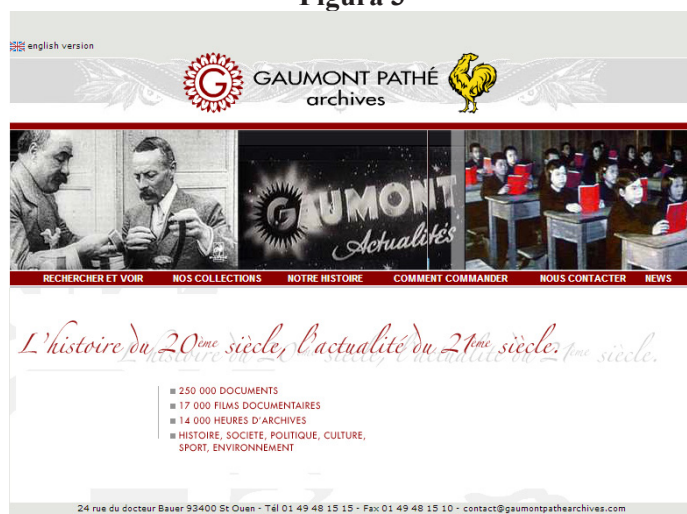 Figura 3
english version
GAUMONT PATHÉ
archives
GAUMONT
Actualités
RECHERCHER ET VOIR NOS COLLECTIONS NOTRE HISTOIRE COMMENT COMMANDER NOUS CONTACTER NEWS
L'histoire du 20ème siècle, l'actualité du 21ème siècle.
250 000 DOCUMENTS
17 000 FILMS DOCUMENTAIRES
14 000 HEURES D'ARCHIVES
HISTOIRE, SOCIETE, POLITIQUE, CULTURE,
SPORT, ENVIRONNEMENT
24 rue du docteur Bauer 93400 St Ouen - Tél 01 49 48 15 15 - Fax 01 49 48 15 10 - contact@gaumontpathearchives.com